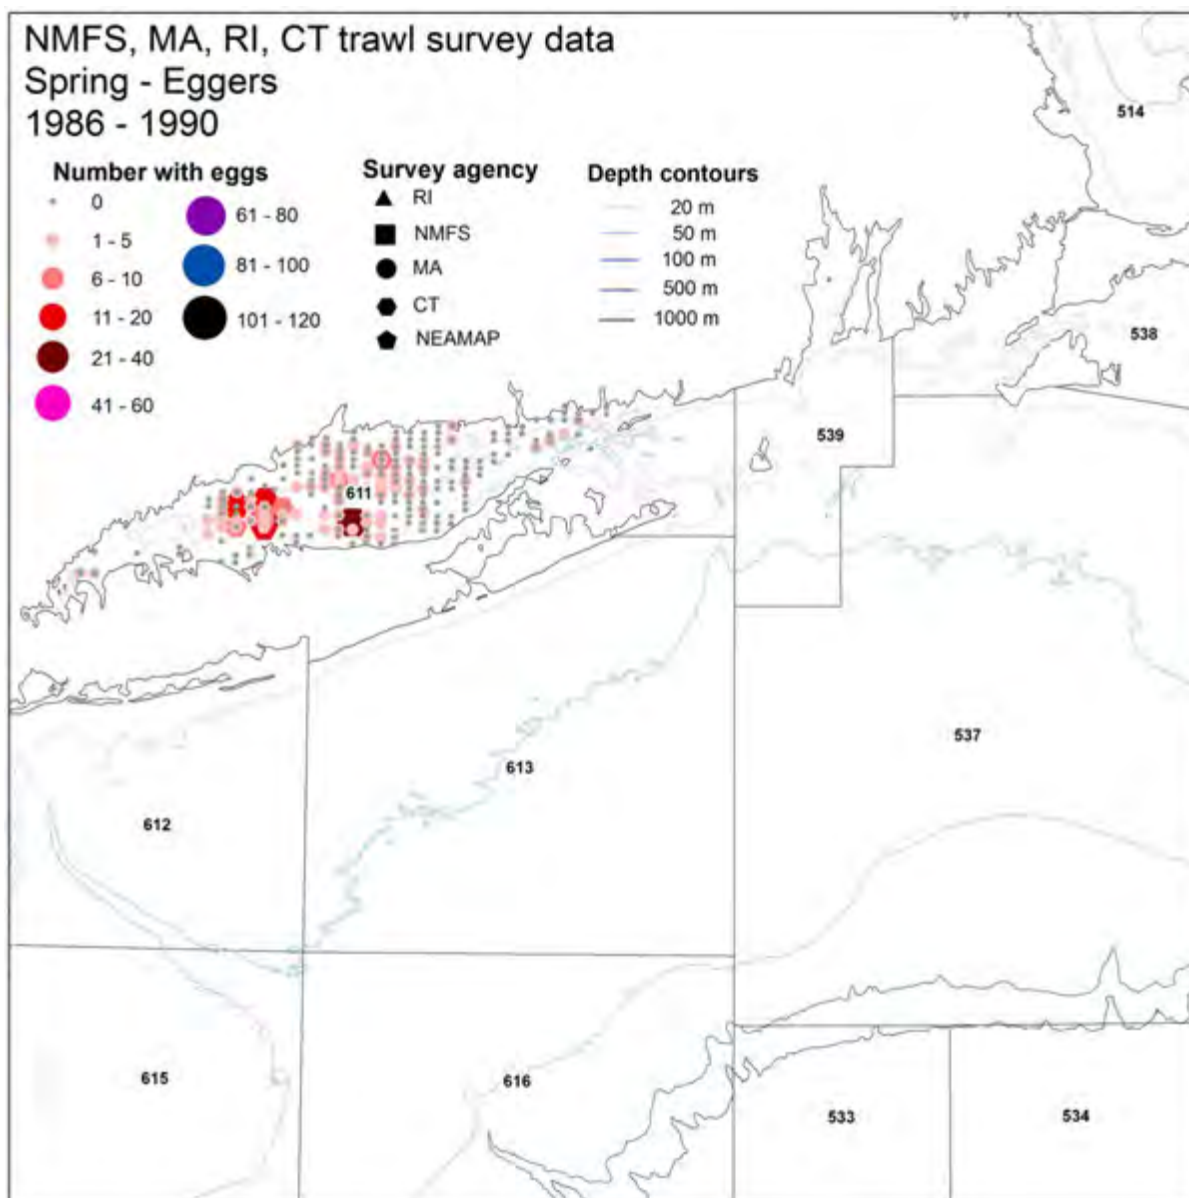 NMFS, MA, RI, CT trawl survey data
Spring - Eggers
1986 - 1990
Number with eggs
0
1 - 5
6 - 10
11 - 20
21 - 40
41 - 60
61 - 80
81 - 100
101 - 120
Survey agency
RI
NMFS
MA
CT
NEAMAP
Depth contours
20 m
50 m
100 m
500 m
1000 m
514
538
539
611
537
613
612
615
616
533
534